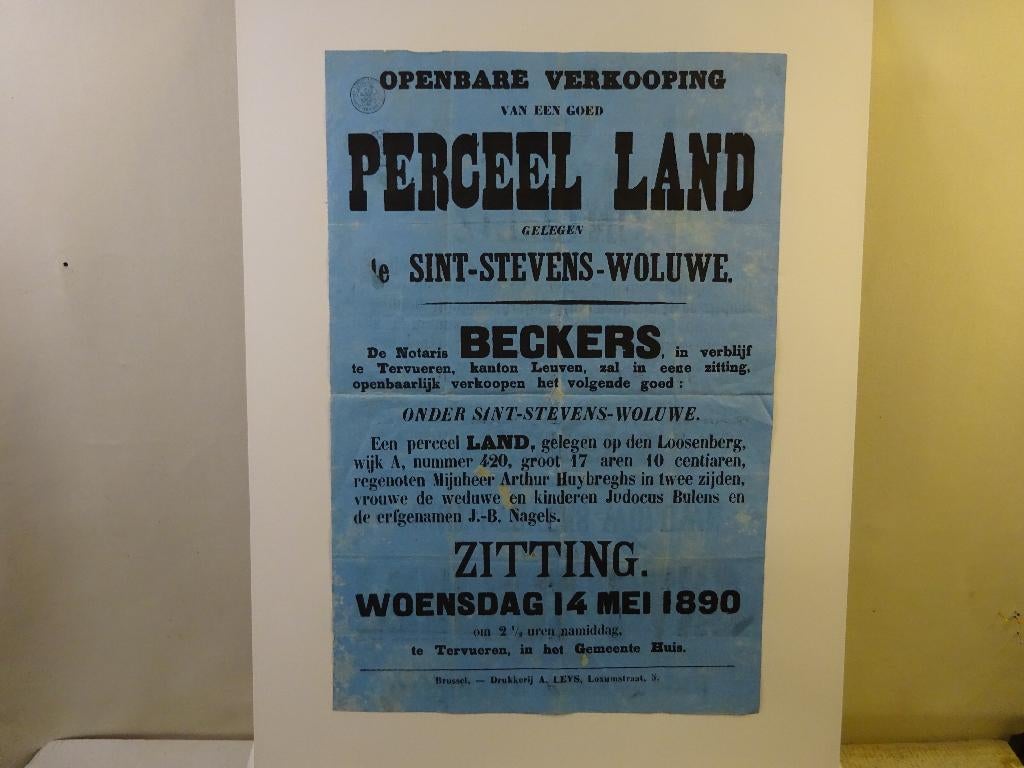 OPENBARE VERKOOPING
VAN EEN GOED
PERCEEL LAND
GELEGEN
te SINT-STEVENS-WOLUWE.
De Notaris BECKERS, in verblijf
te Tervueren, kanton Leuven, zal in eene zitting,
openbaarlijk verkoopen het volgende goed :
ONDER SINT-STEVENS-WOLUWE.
Een perceel LAND, gelegen op den Loosenberg,
wijk A, nummer 420, groot 17 aren 10 centiaren,
regenoten Mijnheer Arthur Huybreghs in twee zijden,
vrouwe de weduwe en kinderen Judocus Bulens en
de erfgenamen J.-B. Nagels.
ZITTING.
WOENSDAG 14 MEI 1890
om 2 1/2 uren namiddag,
te Tervueren, in het Gemeente Huis.
Brussel. — Drukkerij A. LEYS, Loxumstraat,